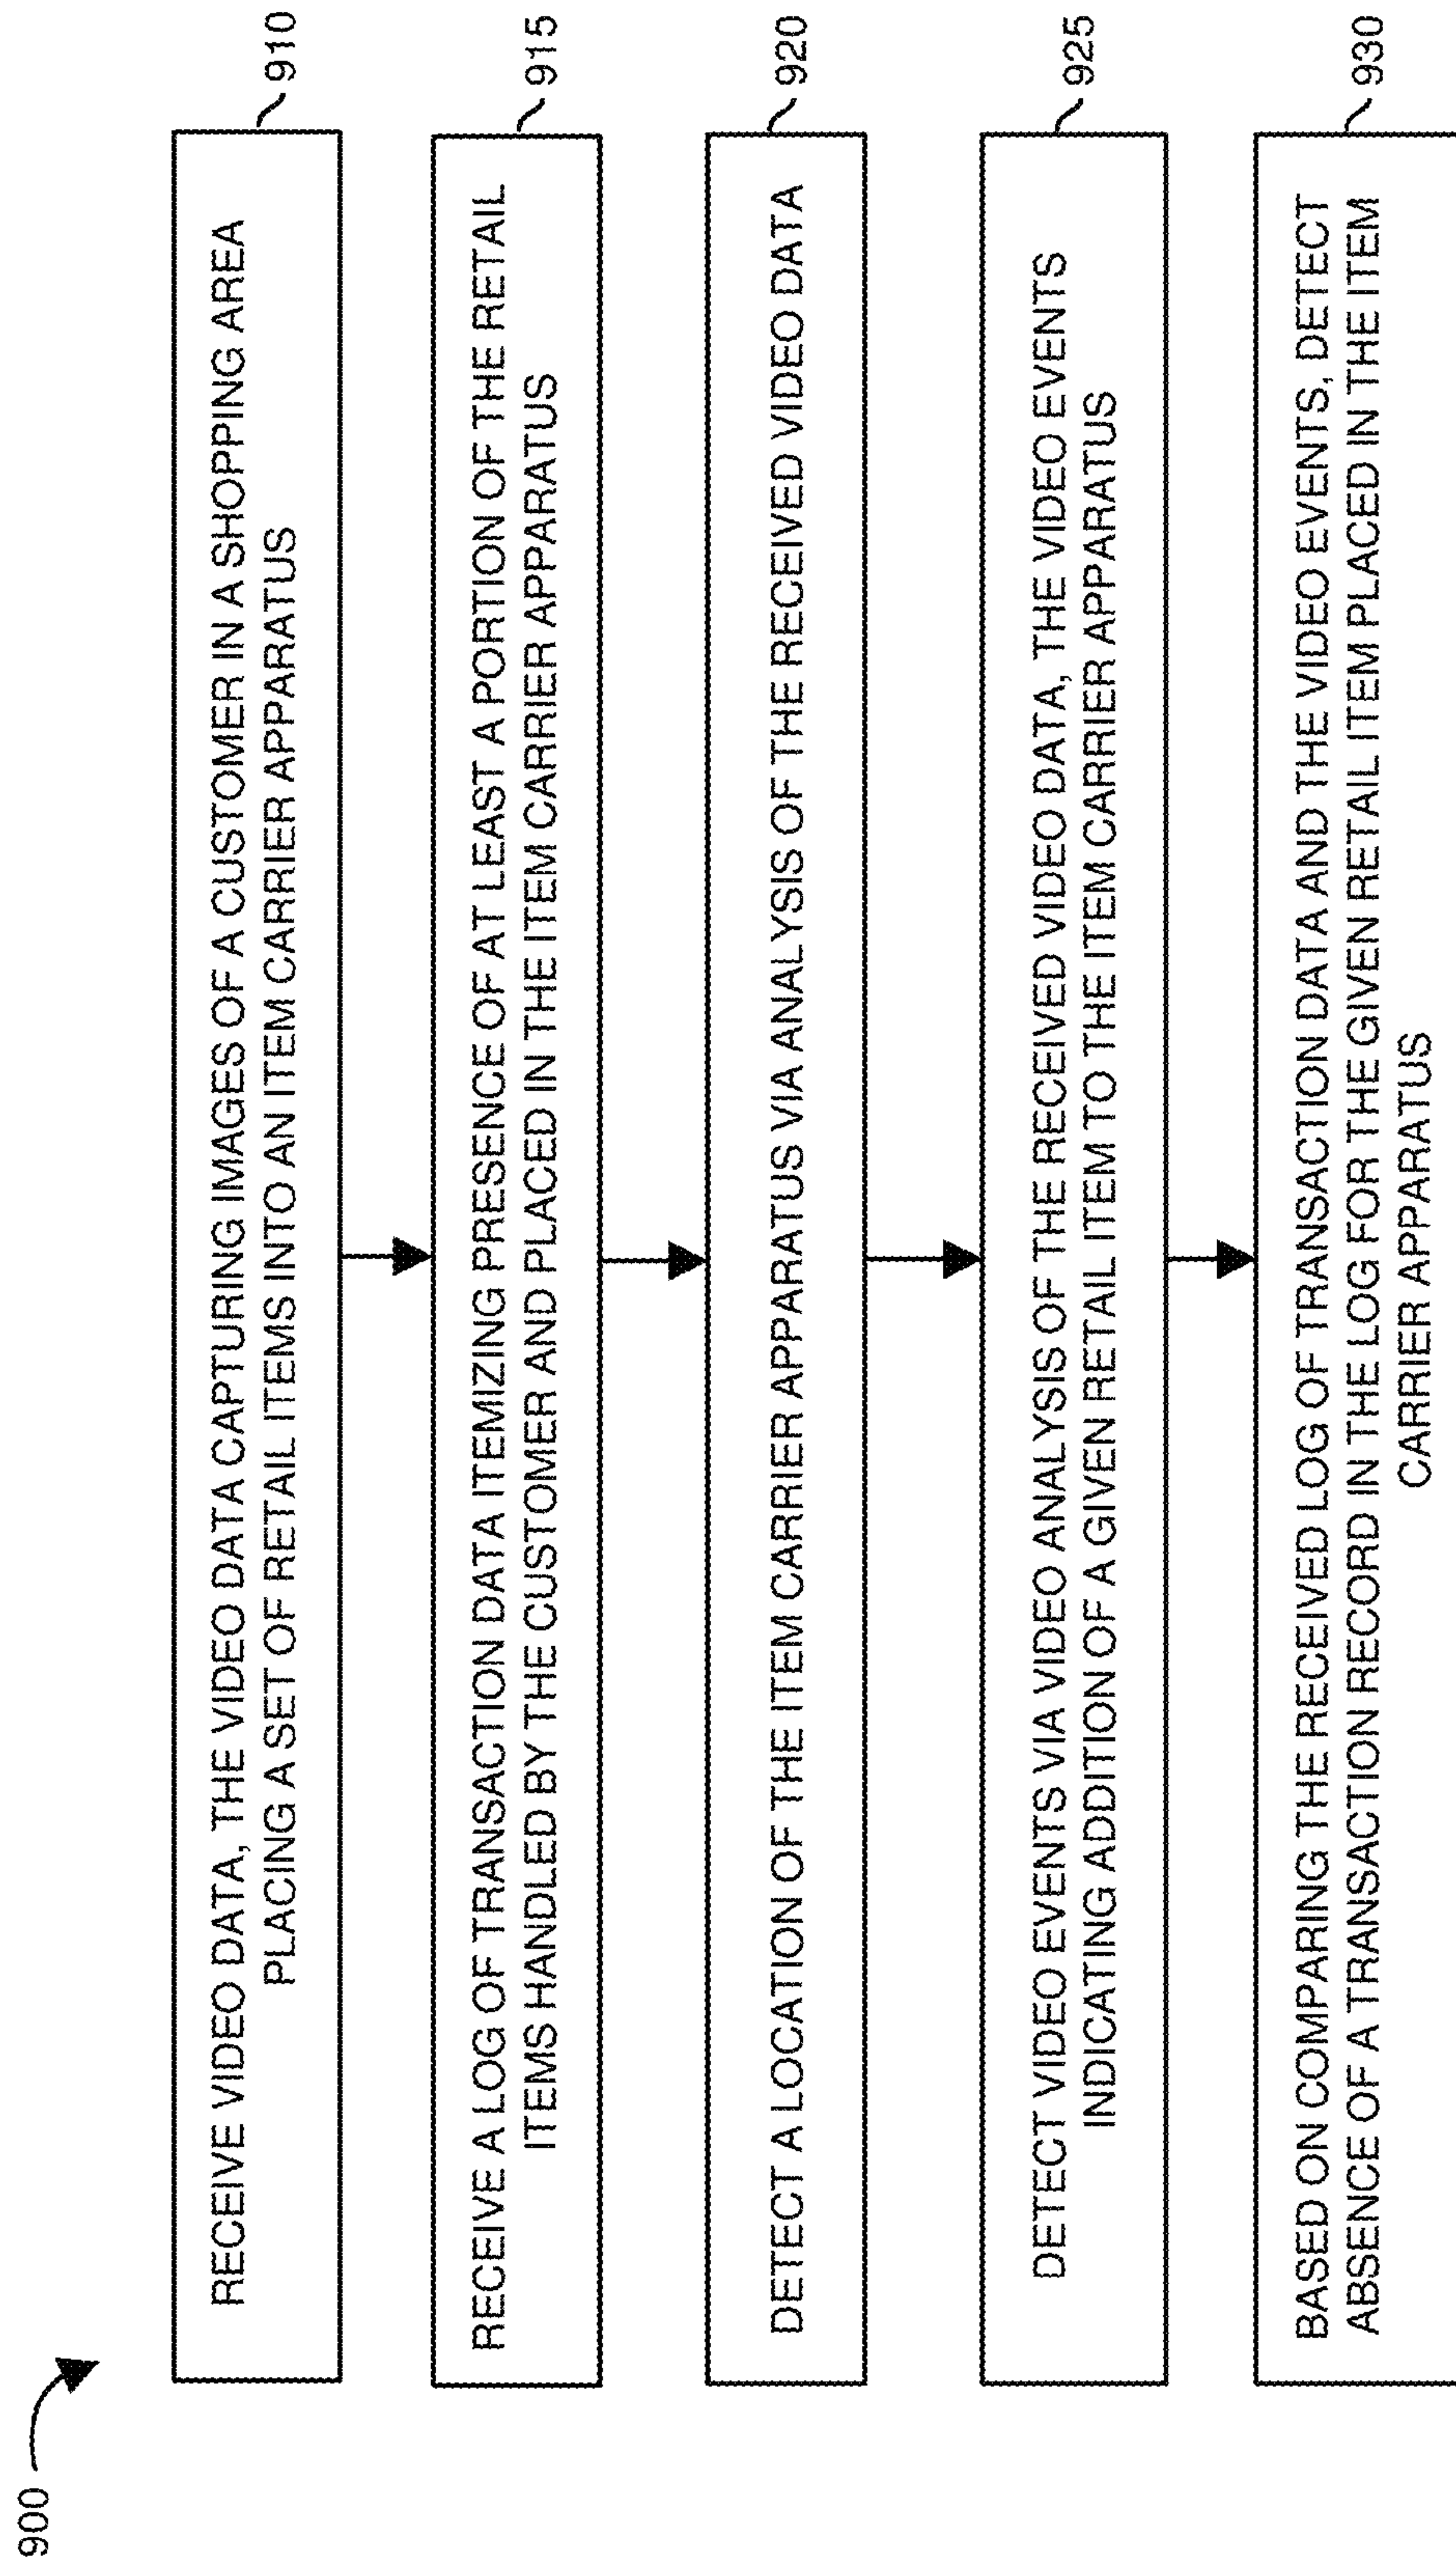 900
RECEIVE VIDEO DATA, THE VIDEO DATA CAPTURING IMAGES OF A CUSTOMER IN A SHOPPING AREA
PLACING A SET OF RETAIL ITEMS INTO AN ITEM CARRIER APPARATUS
910
RECEIVE A LOG OF TRANSACTION DATA ITEMIZING PRESENCE OF AT LEAST A PORTION OF THE RETAIL
ITEMS HANDLED BY THE CUSTOMER AND PLACED IN THE ITEM CARRIER APPARATUS
915
DETECT A LOCATION OF THE ITEM CARRIER APPARATUS VIA ANALYSIS OF THE RECEIVED VIDEO DATA
920
DETECT VIDEO EVENTS VIA VIDEO ANALYSIS OF THE RECEIVED VIDEO DATA, THE VIDEO EVENTS
INDICATING ADDITION OF A GIVEN RETAIL ITEM TO THE ITEM CARRIER APPARATUS
925
BASED ON COMPARING THE RECEIVED LOG OF TRANSACTION DATA AND THE VIDEO EVENTS, DETECT
ABSENCE OF A TRANSACTION RECORD IN THE LOG FOR THE GIVEN RETAIL ITEM PLACED IN THE ITEM
CARRIER APPARATUS
930